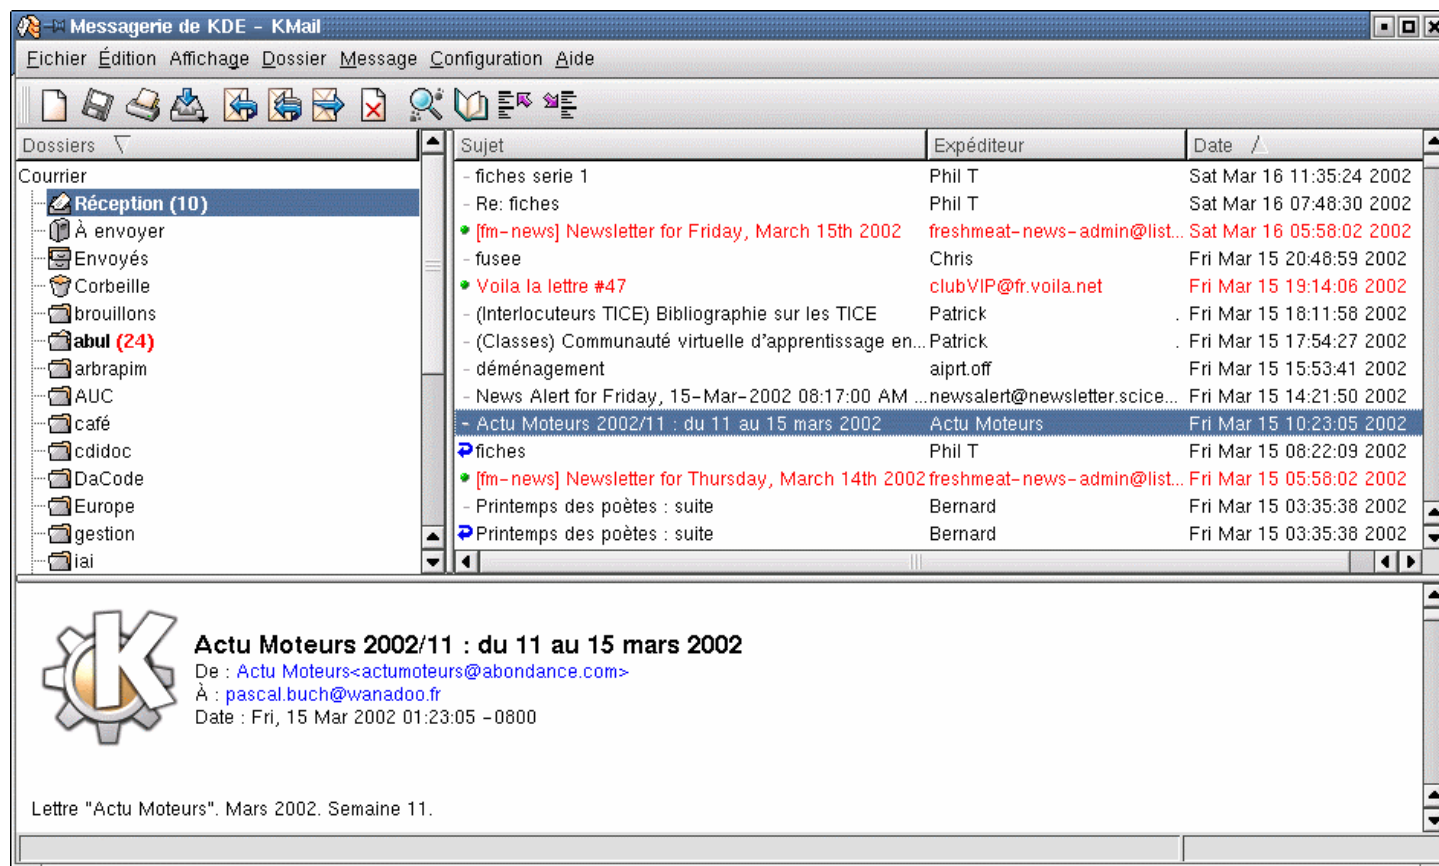 Messagerie de KDE - KMail
Fichier Édition Affichage Dossier Message Configuration Aide
Dossiers
Courrier
Réception (10)
À envoyer
Envoyés
Corbeille
brouillons
abul (24)
arbrapim
AUC
café
cdidoc
DaCode
Europe
gestion
iai
Sujet Expéditeur Date
- fiches serie 1 Phil T Sat Mar 16 11:35:24 2002
- Re: fiches Phil T Sat Mar 16 07:48:30 2002
[fm-news] Newsletter for Friday, March 15th 2002 freshmeat-news-admin@list... Sat Mar 16 05:58:02 2002
- fusee Chris Fri Mar 15 20:48:59 2002
Voila la lettre #47 clubVIP@fr.voila.net Fri Mar 15 19:14:06 2002
- (Interlocuteurs TICE) Bibliographie sur les TICE Patrick . Fri Mar 15 18:11:58 2002
- (Classes) Communauté virtuelle d'apprentissage en... Patrick . Fri Mar 15 17:54:27 2002
- déménagement aiprt.off Fri Mar 15 15:53:41 2002
- News Alert for Friday, 15-Mar-2002 08:17:00 AM ... newsalert@newsletter.scice... Fri Mar 15 14:21:50 2002
- Actu Moteurs 2002/11 : du 11 au 15 mars 2002 Actu Moteurs Fri Mar 15 10:23:05 2002
fiches Phil T Fri Mar 15 08:22:09 2002
[fm-news] Newsletter for Thursday, March 14th 2002 freshmeat-news-admin@list... Fri Mar 15 05:58:02 2002
- Printemps des poètes : suite Bernard Fri Mar 15 03:35:38 2002
Printemps des poètes : suite Bernard Fri Mar 15 03:35:38 2002
K
Actu Moteurs 2002/11 : du 11 au 15 mars 2002
De : Actu Moteurs<actumoteurs@abondance.com>
À : pascal.buch@wanadoo.fr
Date : Fri, 15 Mar 2002 01:23:05 -0800
Lettre "Actu Moteurs". Mars 2002. Semaine 11.